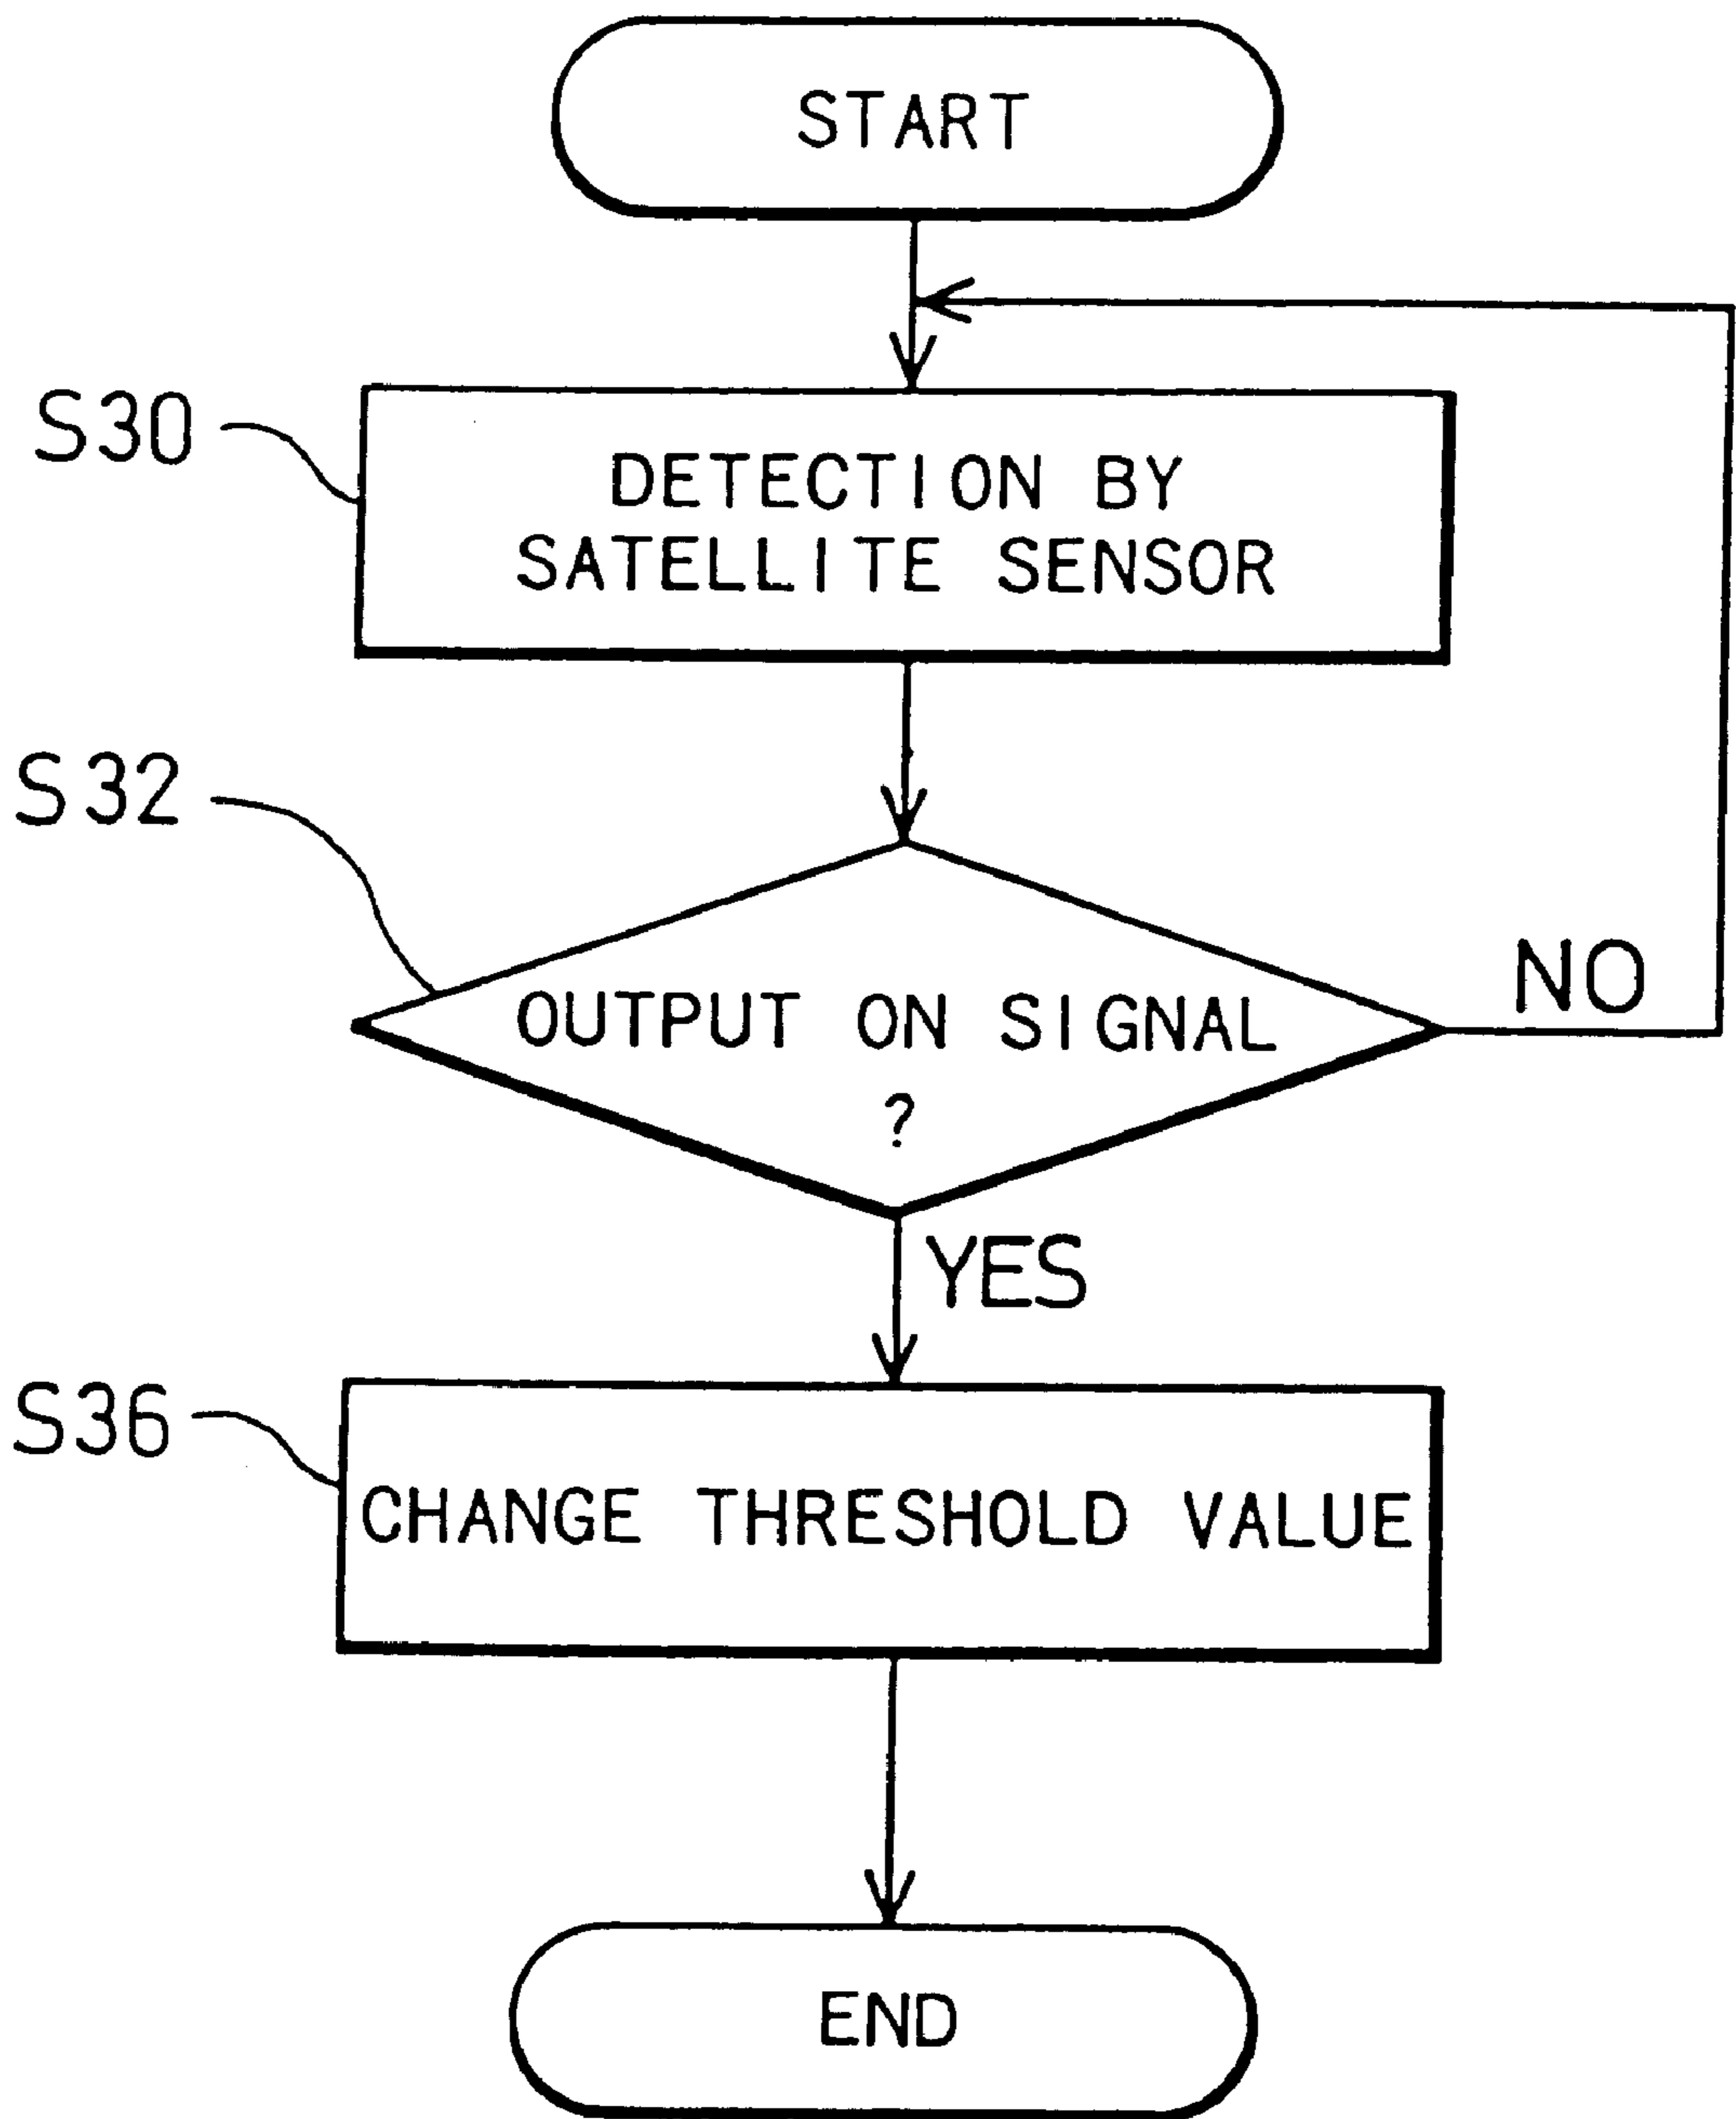 START
S30
DETECTION BY
SATELLITE SENSOR
S32
OUTPUT ON SIGNAL
?
NO
YES
S36
CHANGE THRESHOLD VALUE
END